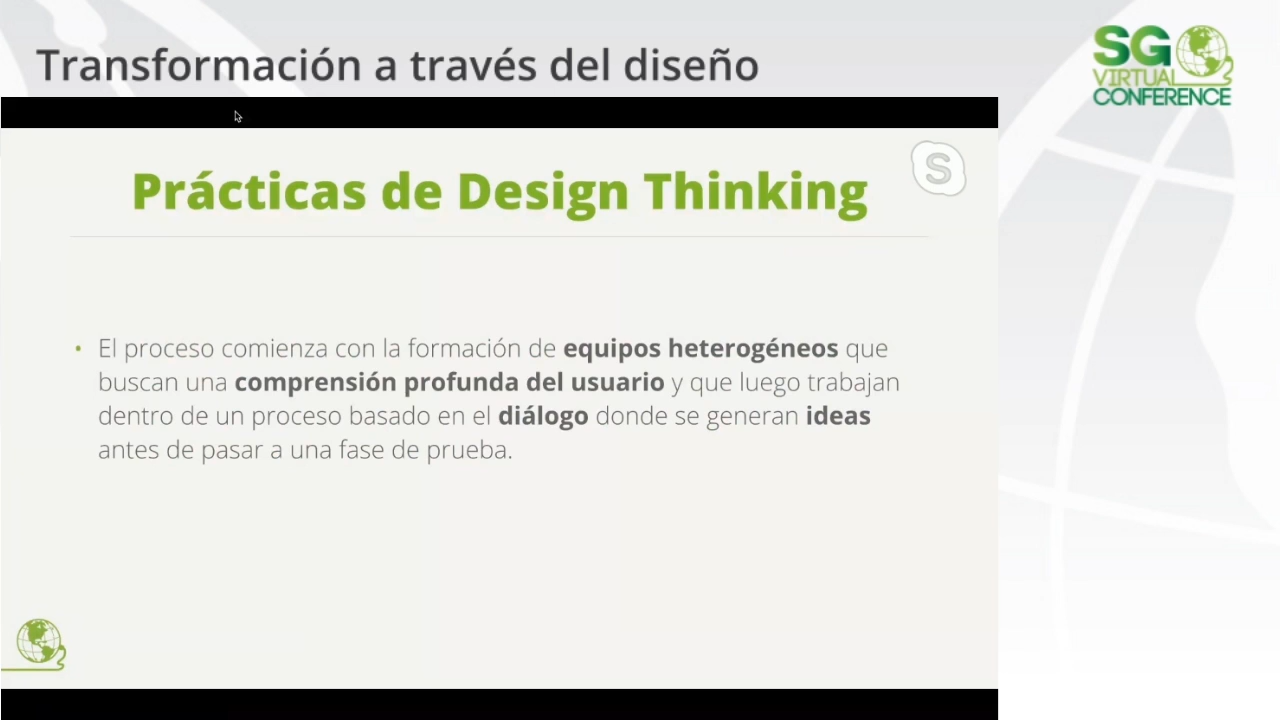 Transformación a través del diseño
SG
VIRTUAL
CONFERENCE
S
Prácticas de Design Thinking
• El proceso comienza con la formación de equipos heterogéneos que
buscan una comprensión profunda del usuario y que luego trabajan
dentro de un proceso basado en el diálogo donde se generan ideas
antes de pasar a una fase de prueba.